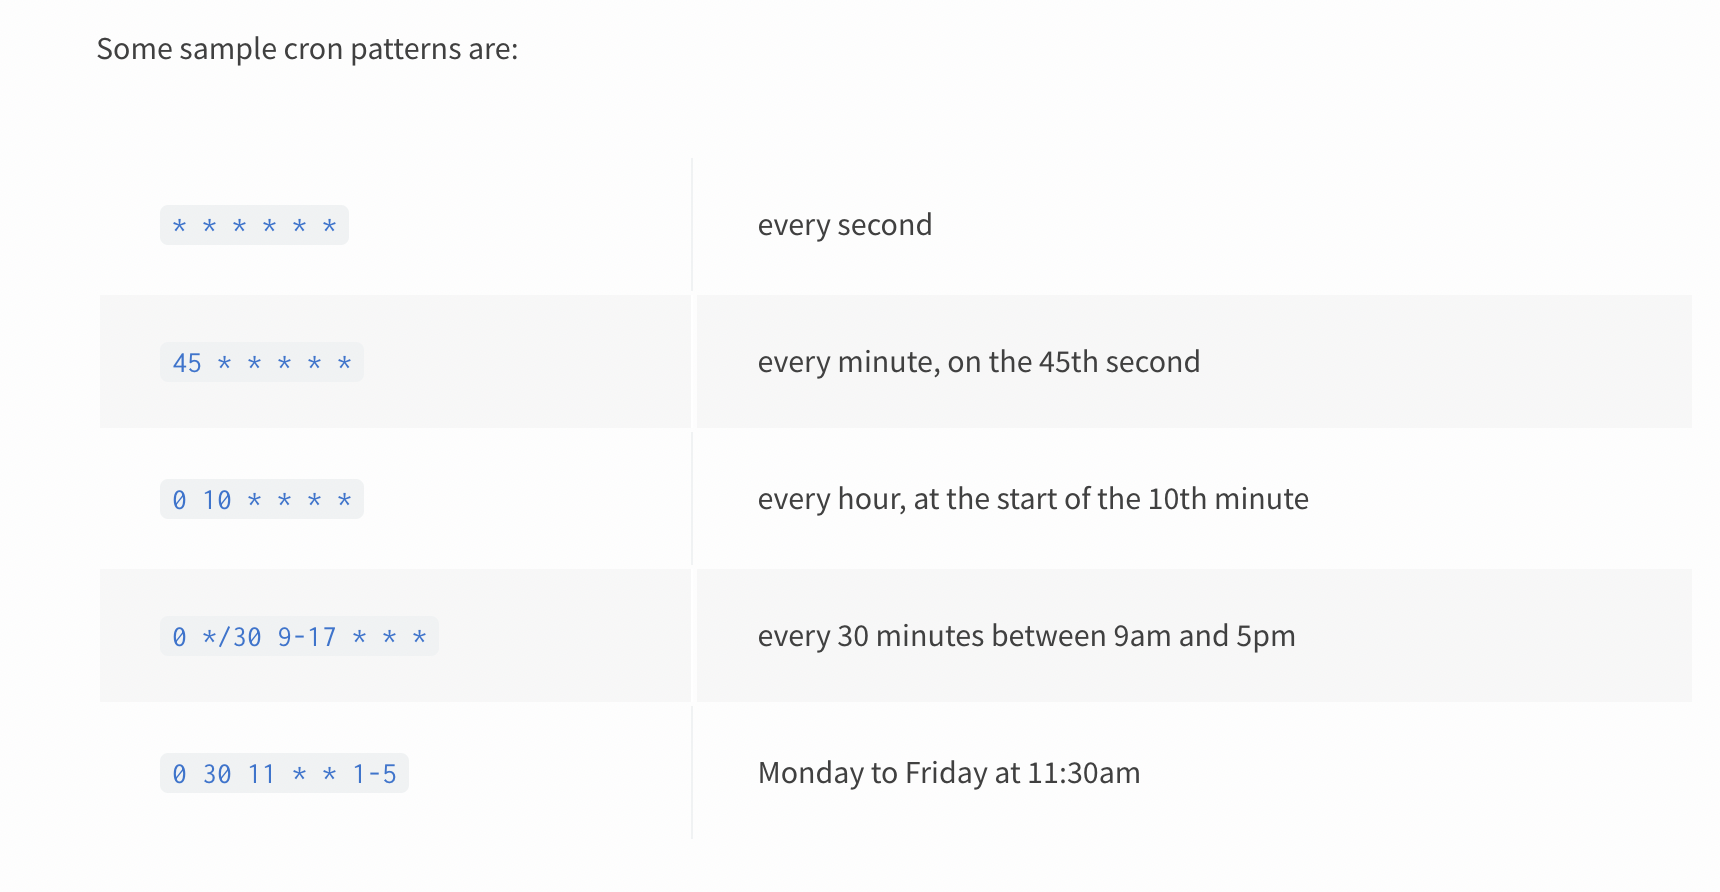 Some sample cron patterns are:
* * * * * * every second
45 * * * * * every minute, on the 45th second
0 10 * * * * every hour, at the start of the 10th minute
0 */30 9-17 * * * every 30 minutes between 9am and 5pm
0 30 11 * * 1-5 Monday to Friday at 11:30am